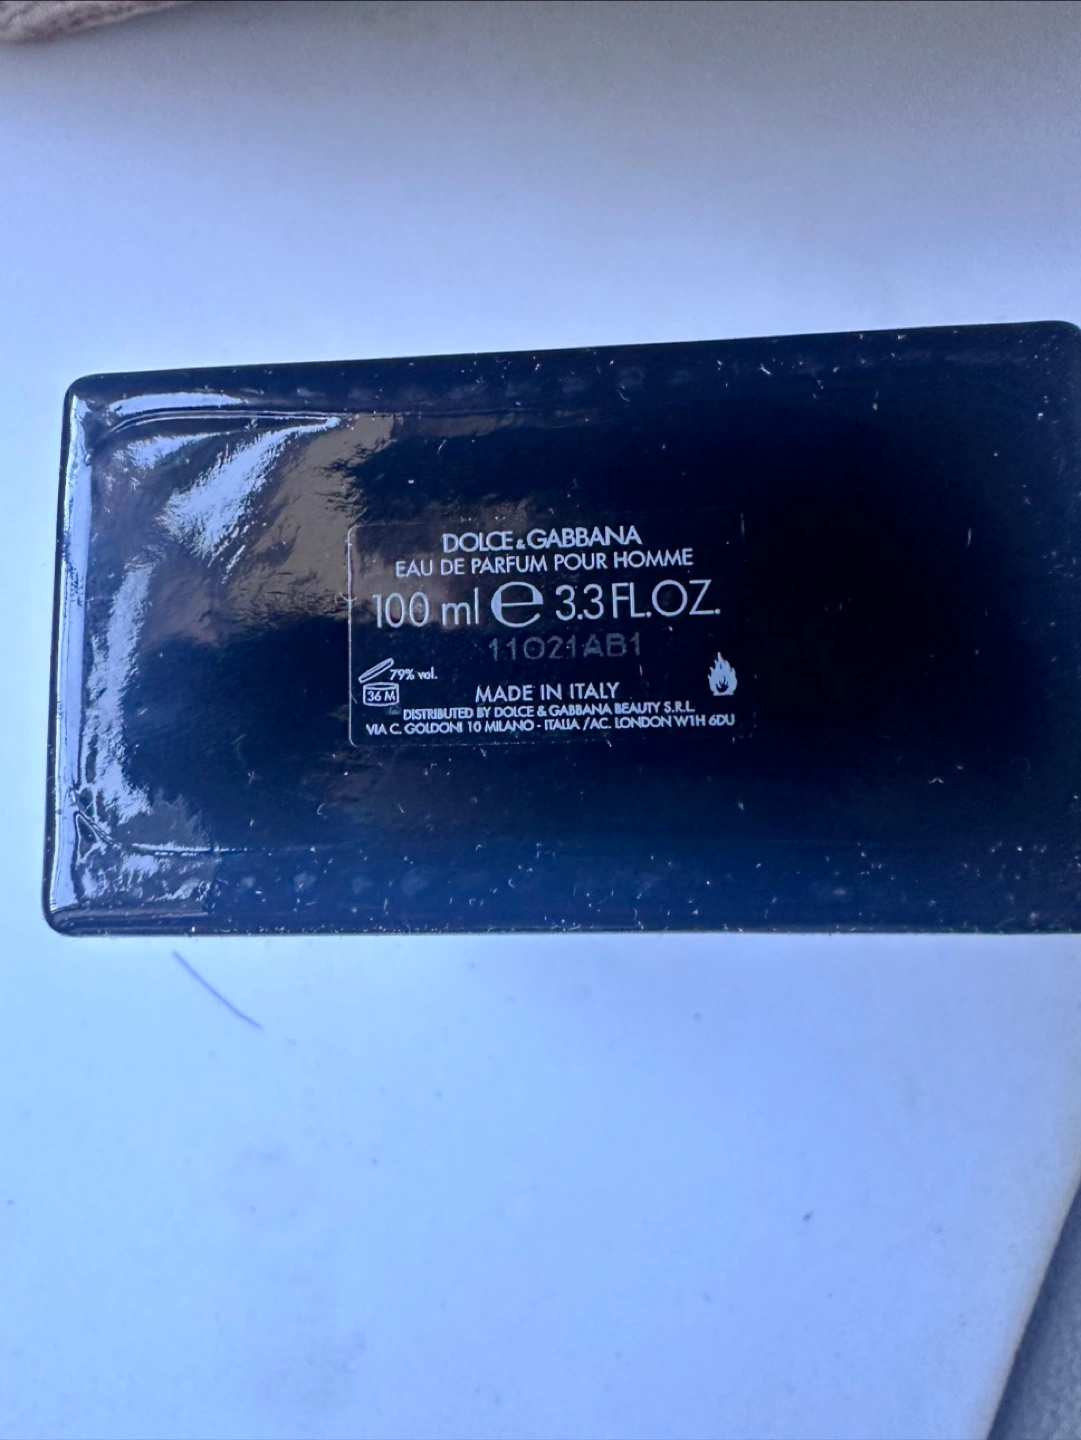 DOLCE & GABBANA
EAU DE PARFUM POUR HOMME
100 ml ℮ 3.3 FL.OZ.
11021AB1
79% vol.
36 M
MADE IN ITALY
DISTRIBUTED BY DOLCE & GABBANA BEAUTY S.R.L.
VIA C. GOLDONI 10 MILANO - ITALIA /AC. LONDON W1H 6DU